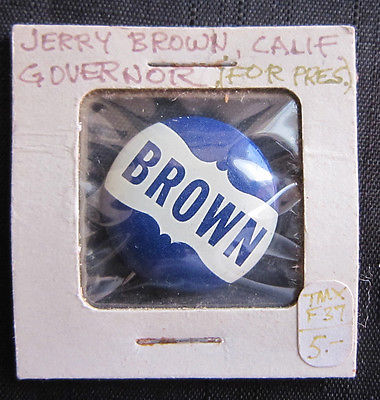 JERRY BROWN, CALIF
GOVERNOR (FOR PRES.)
BROWN
TMX
F37
5.-